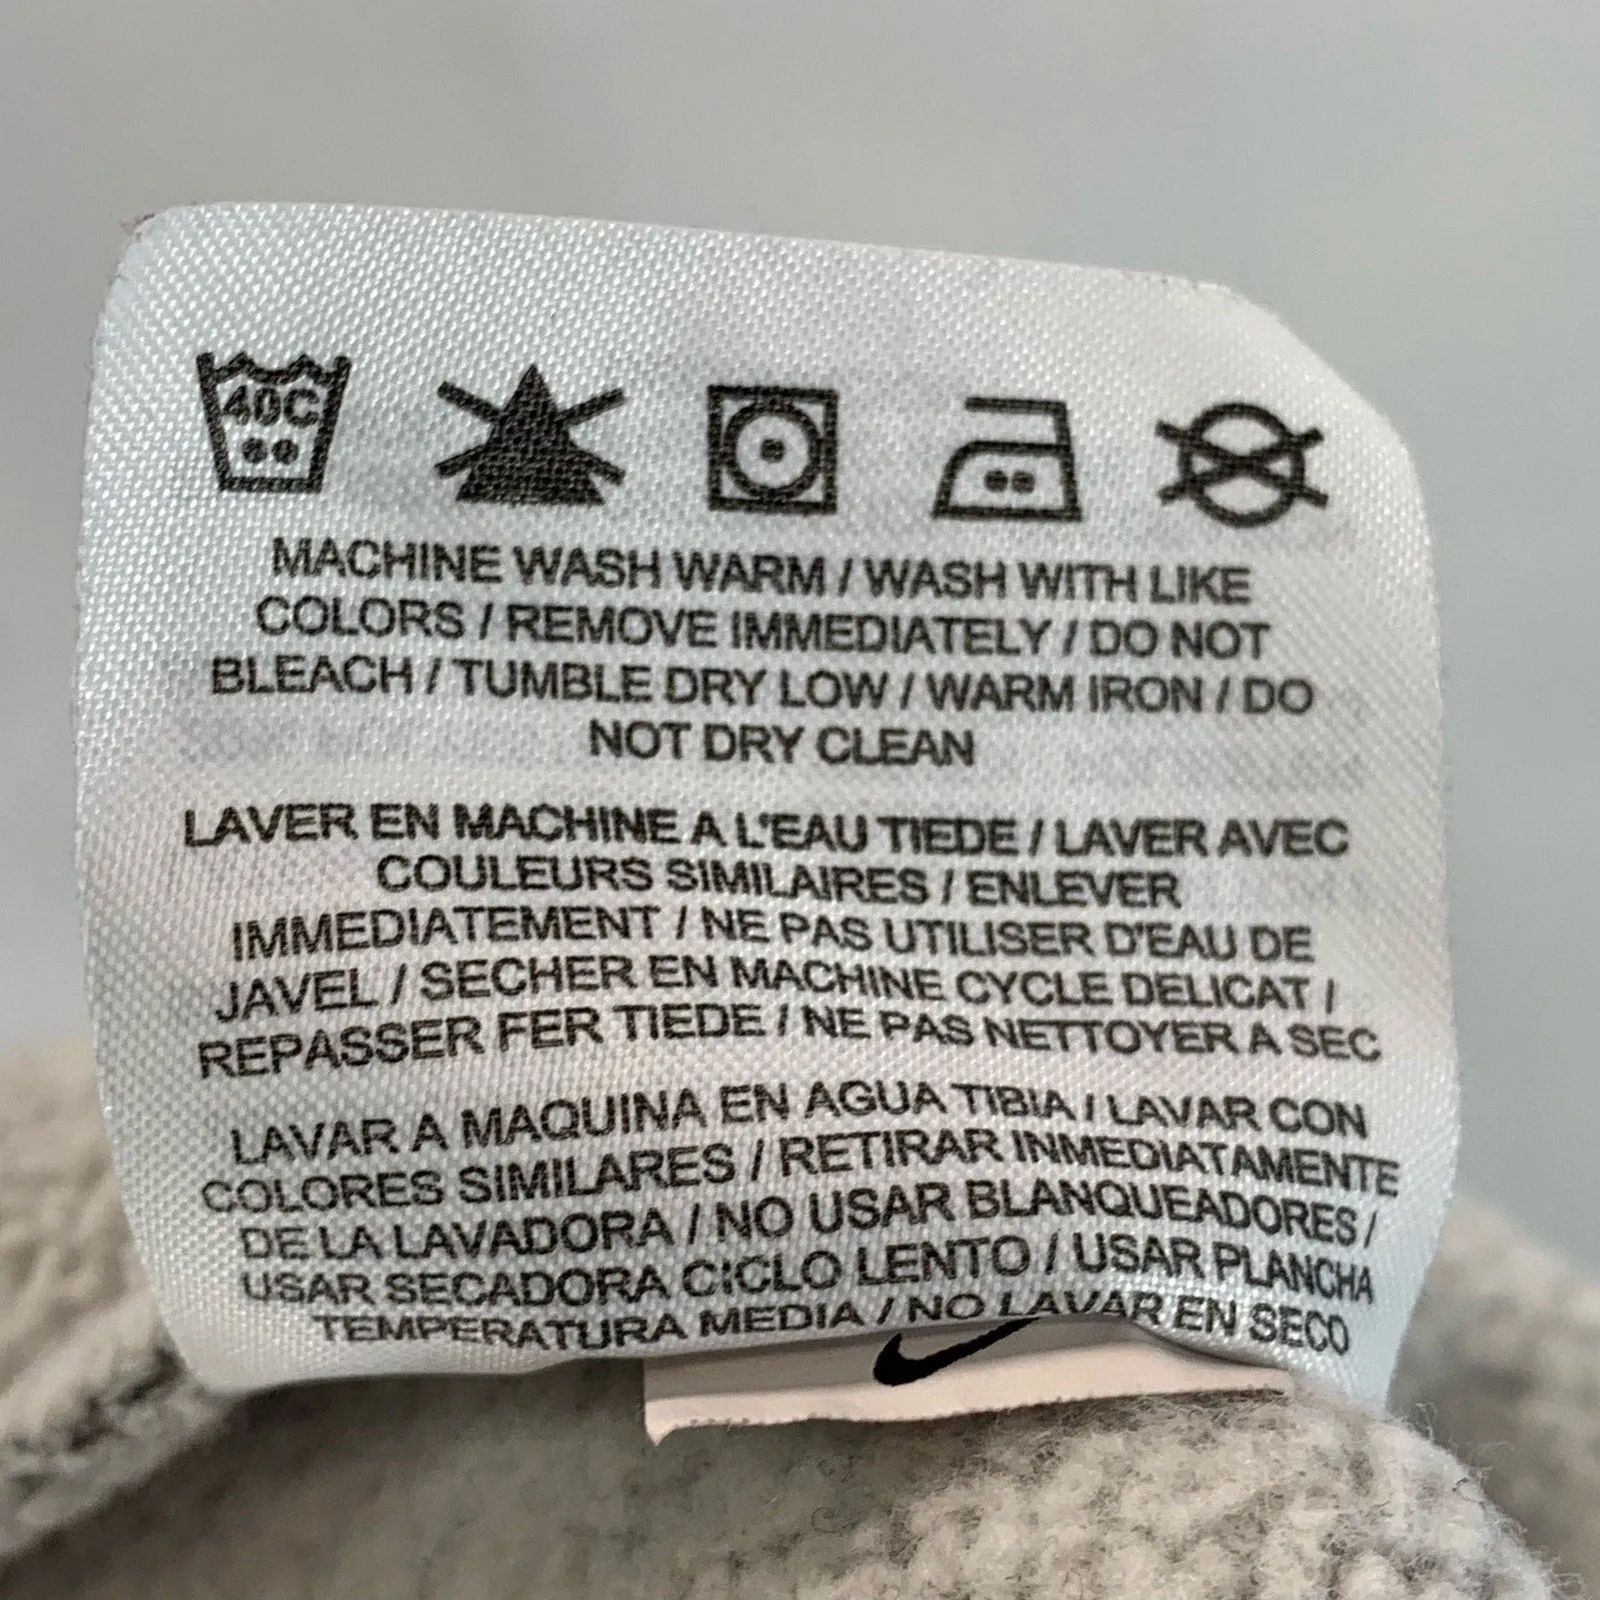 40C
MACHINE WASH WARM / WASH WITH LIKE
COLORS / REMOVE IMMEDIATELY / DO NOT
BLEACH / TUMBLE DRY LOW / WARM IRON / DO
NOT DRY CLEAN
LAVER EN MACHINE A L'EAU TIEDE / LAVER AVEC
COULEURS SIMILAIRES / ENLEVER
IMMEDIATEMENT / NE PAS UTILISER D'EAU DE
JAVEL / SECHER EN MACHINE CYCLE DELICAT /
REPASSER FER TIEDE / NE PAS NETTOYER A SEC
LAVAR A MAQUINA EN AGUA TIBIA / LAVAR CON
COLORES SIMILARES / RETIRAR INMEDIATAMENTE
DE LA LAVADORA / NO USAR BLANQUEADORES /
USAR SECADORA CICLO LENTO / USAR PLANCHA
TEMPERATURA MEDIA / NO LAVAR EN SECO